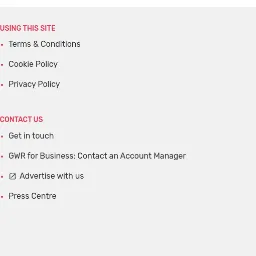 USING THIS SITE
Terms & Conditions
Cookie Policy
Privacy Policy
CONTACT US
Get in touch
GWR for Business: Contact an Account Manager
Advertise with us
Press Centre